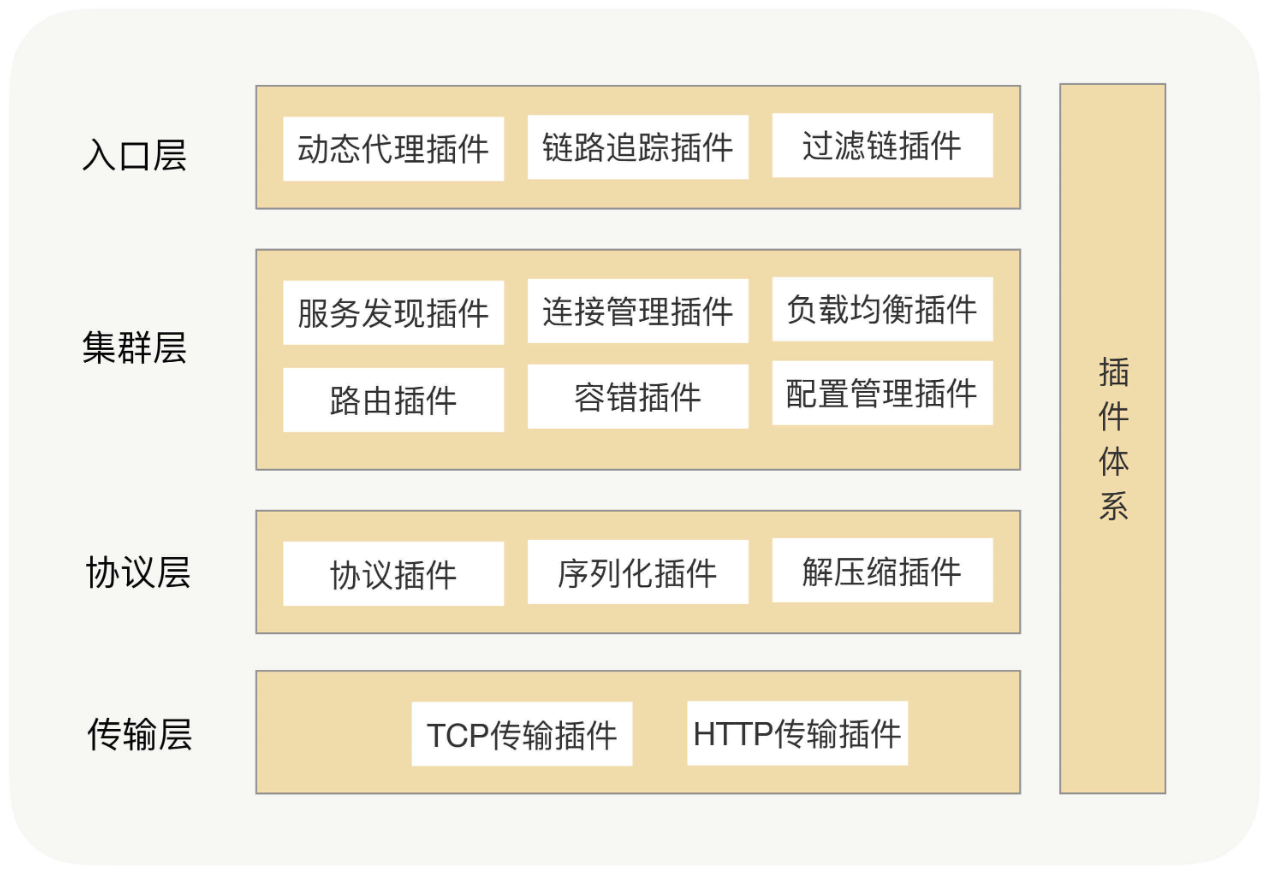 入口层
动态代理插件
链路追踪插件
过滤链插件
集群层
服务发现插件
连接管理插件
负载均衡插件
路由插件
容错插件
配置管理插件
协议层
协议插件
序列化插件
解压缩插件
传输层
TCP传输插件
HTTP传输插件
插件体系